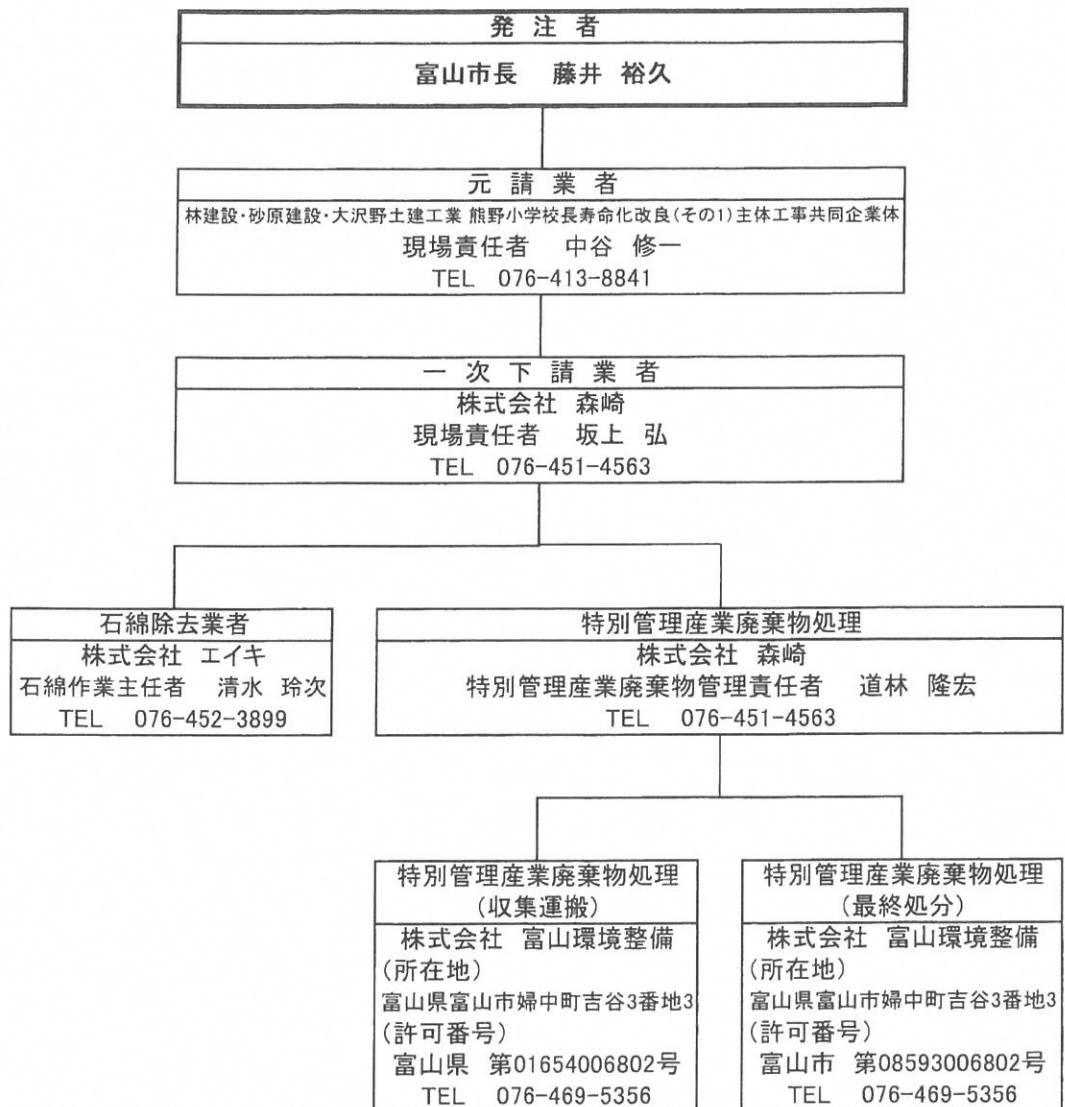 発注者
富山市長 藤井 裕久
元請業者
林建設・砂原建設・大沢野土建工業 熊野小学校長寿命化改良(その1)主体工事共同企業体
現場責任者 中谷 修一
TEL 076-413-8841
一次下請業者
株式会社 森崎
現場責任者 坂上 弘
TEL 076-451-4563
石綿除去業者
株式会社 エイキ
石綿作業主任者 清水 玲次
TEL 076-452-3899
特別管理産業廃棄物処理
株式会社 森崎
特別管理産業廃棄物管理責任者 道林 隆宏
TEL 076-451-4563
特別管理産業廃棄物処理
(収集運搬)
株式会社 富山環境整備
(所在地)
富山県富山市婦中町吉谷3番地3
(許可番号)
富山県 第01654006802号
TEL 076-469-5356
特別管理産業廃棄物処理
(最終処分)
株式会社 富山環境整備
(所在地)
富山県富山市婦中町吉谷3番地3
(許可番号)
富山市 第08593006802号
TEL 076-469-5356